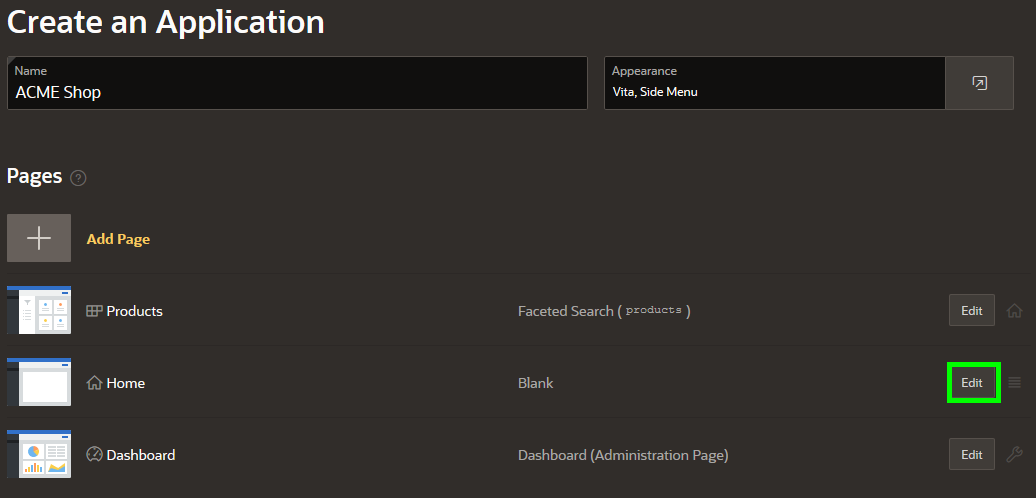 Create an Application
Name
ACME Shop
Appearance
Vita, Side Menu
Pages ?
Add Page
Products Faceted Search ( products ) Edit
Home Blank Edit
Dashboard Dashboard (Administration Page) Edit